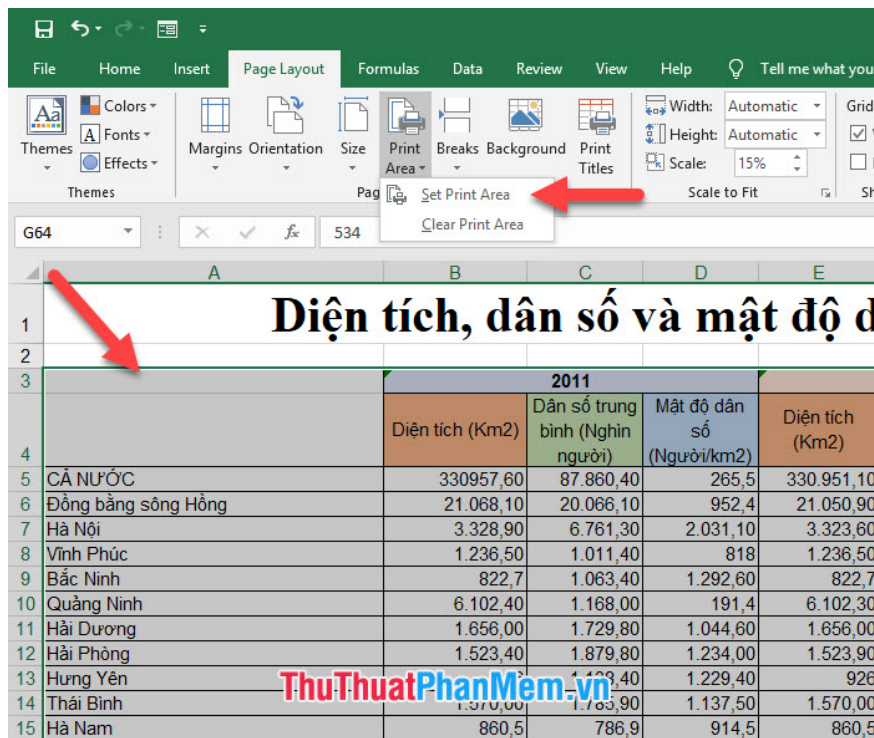 File Home Insert Page Layout Formulas Data Review View Help Tell me what you
Colors
Fonts
Effects
Themes
Margins Orientation Size Print Area Breaks Background Print Titles
Width: Automatic
Height: Automatic
Scale: 15%
Grid
Themes
Pag
Scale to Fit
Sh
Set Print Area
Clear Print Area
G64 fx 534
A B C D E
1 Diện tích, dân số và mật độ d
2
3 2011
4 Diện tích (Km2) Dân số trung bình (Nghìn người) Mật độ dân số (Người/km2) Diện tích (Km2)
5 CẢ NƯỚC 330957,60 87.860,40 265,5 330.951,10
6 Đồng bằng sông Hồng 21.068,10 20.066,10 952,4 21.050,90
7 Hà Nội 3.328,90 6.761,30 2.031,10 3.323,60
8 Vĩnh Phúc 1.236,50 1.011,40 818 1.236,50
9 Bắc Ninh 822,7 1.063,40 1.292,60 822,7
10 Quảng Ninh 6.102,40 1.168,00 191,4 6.102,30
11 Hải Dương 1.656,00 1.729,80 1.044,60 1.656,00
12 Hải Phòng 1.523,40 1.879,80 1.234,00 1.523,90
13 Hưng Yên 1.229,40 926
ThuThuatPhanMem.vn
14 Thái Bình 1.570,00 1.785,90 1.137,50 1.570,00
15 Hà Nam 860,5 786,9 914,5 860,5